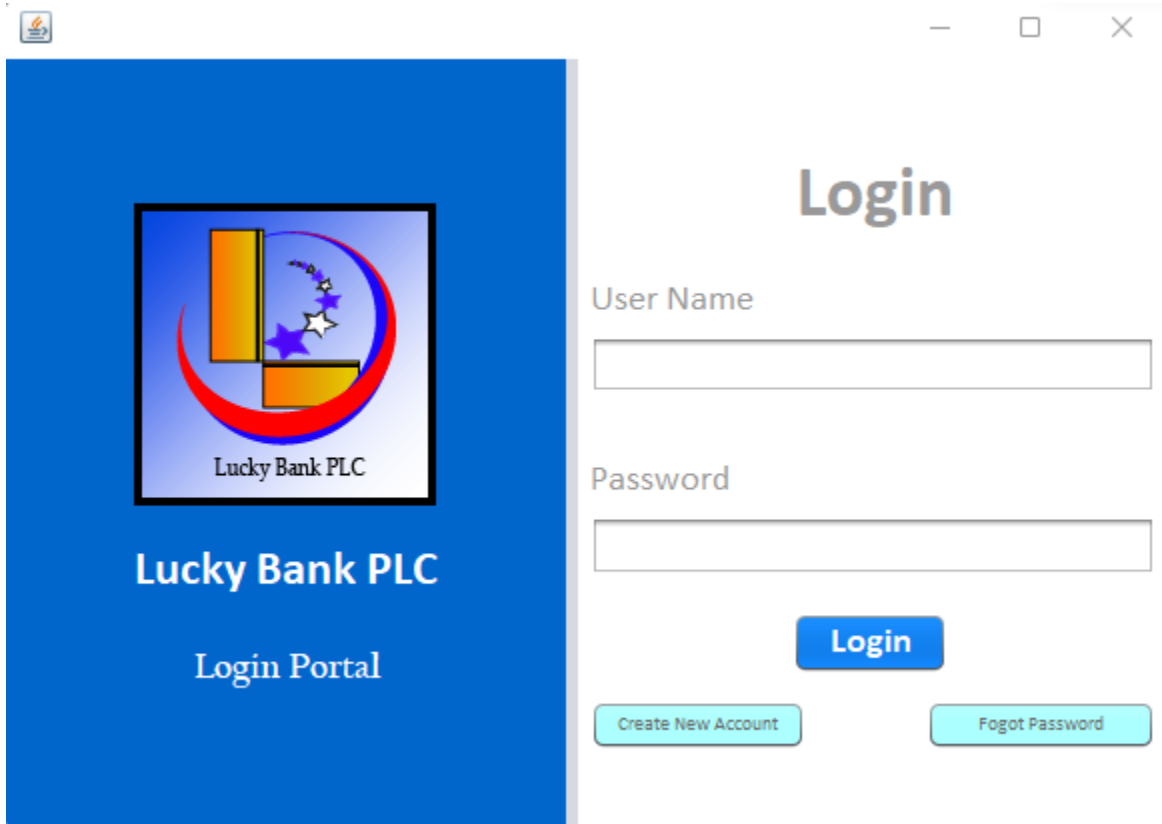 Lucky Bank PLC
Lucky Bank PLC
Login Portal
Login
User Name
Password
Login
Create New Account
Fogot Password